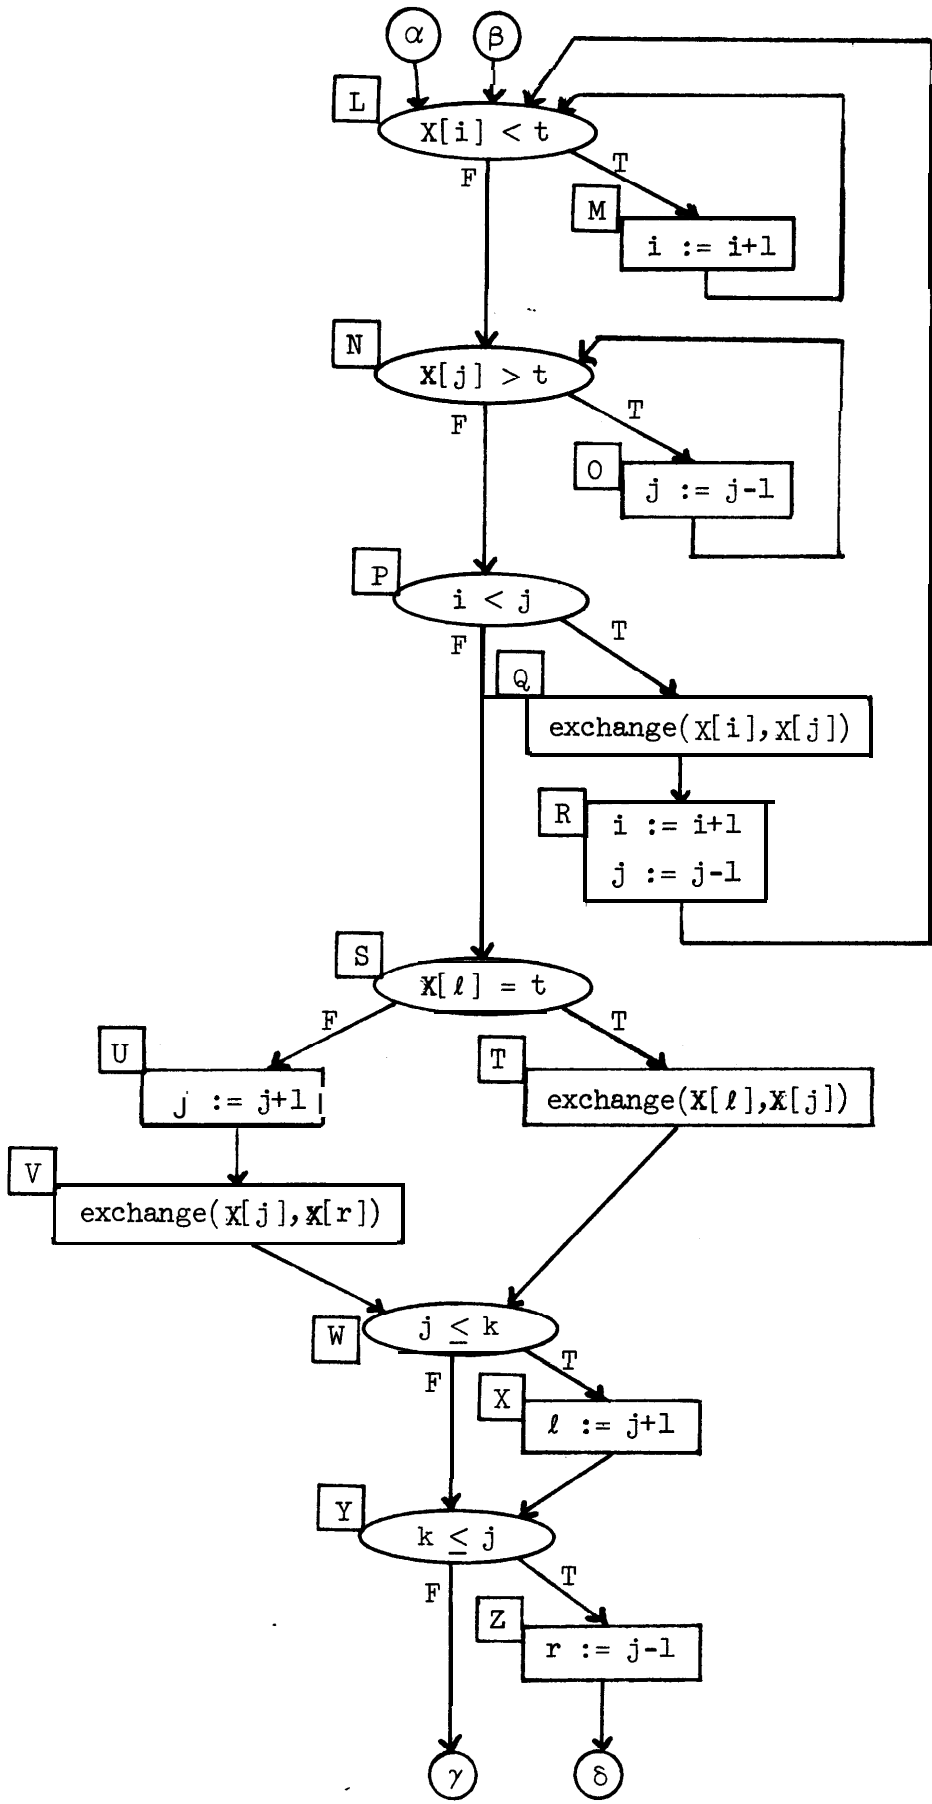 α β
L
X[i] < t
T
F
M
i := i+1
N
X[j] > t
T
F
O
j := j-1
P
i < j
T
F
Q
exchange(X[i],X[j])
R
i := i+1
j := j-1
S
X[ℓ] = t
F T
U
T
j := j+1
exchange(X[ℓ],X[j])
V
exchange(X[j],X[r])
W
j ≤ k
T
F
X
ℓ := j+1
Y
k ≤ j
T
F
Z
r := j-1
γ δ